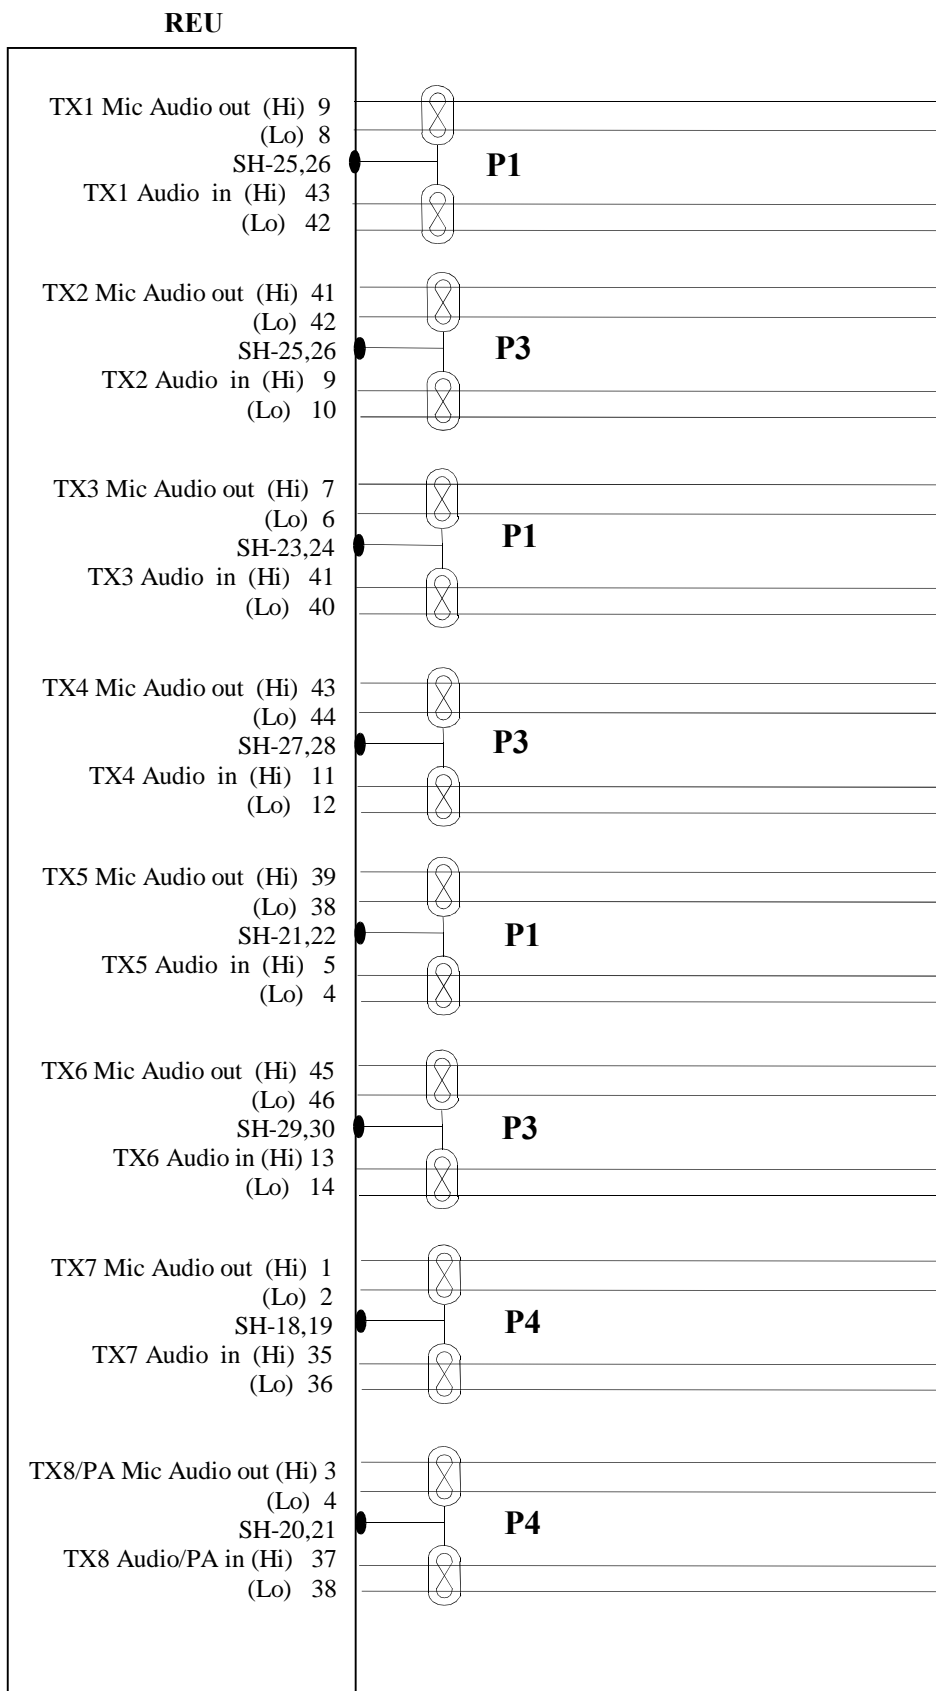 REU
TX1 Mic Audio out (Hi) 9
(Lo) 8
SH-25,26
P1
TX1 Audio in (Hi) 43
(Lo) 42
TX2 Mic Audio out (Hi) 41
(Lo) 42
SH-25,26
P3
TX2 Audio in (Hi) 9
(Lo) 10
TX3 Mic Audio out (Hi) 7
(Lo) 6
SH-23,24
P1
TX3 Audio in (Hi) 41
(Lo) 40
TX4 Mic Audio out (Hi) 43
(Lo) 44
SH-27,28
P3
TX4 Audio in (Hi) 11
(Lo) 12
TX5 Mic Audio out (Hi) 39
(Lo) 38
SH-21,22
P1
TX5 Audio in (Hi) 5
(Lo) 4
TX6 Mic Audio out (Hi) 45
(Lo) 46
SH-29,30
P3
TX6 Audio in (Hi) 13
(Lo) 14
TX7 Mic Audio out (Hi) 1
(Lo) 2
SH-18,19
P4
TX7 Audio in (Hi) 35
(Lo) 36
TX8/PA Mic Audio out (Hi) 3
(Lo) 4
SH-20,21
P4
TX8 Audio/PA in (Hi) 37
(Lo) 38